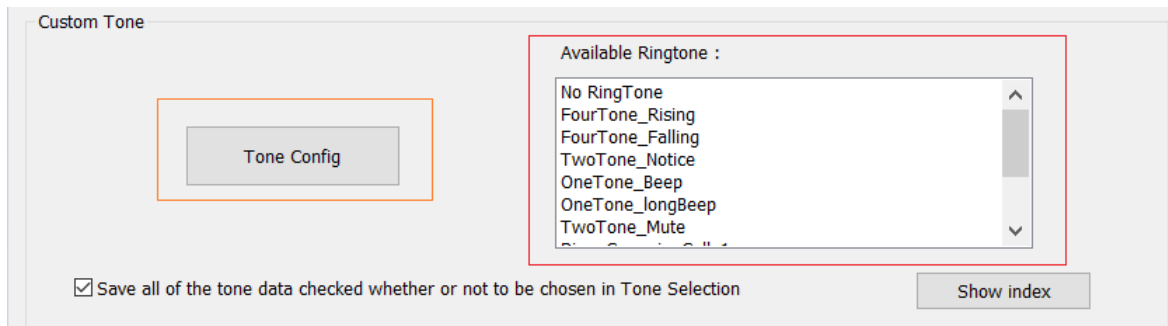 Custom Tone
Available Ringtone :
No RingTone
FourTone_Rising
FourTone_Falling
TwoTone_Notice
OneTone_Beep
OneTone_longBeep
TwoTone_Mute
Tone Config
Save all of the tone data checked whether or not to be chosen in Tone Selection
Show index